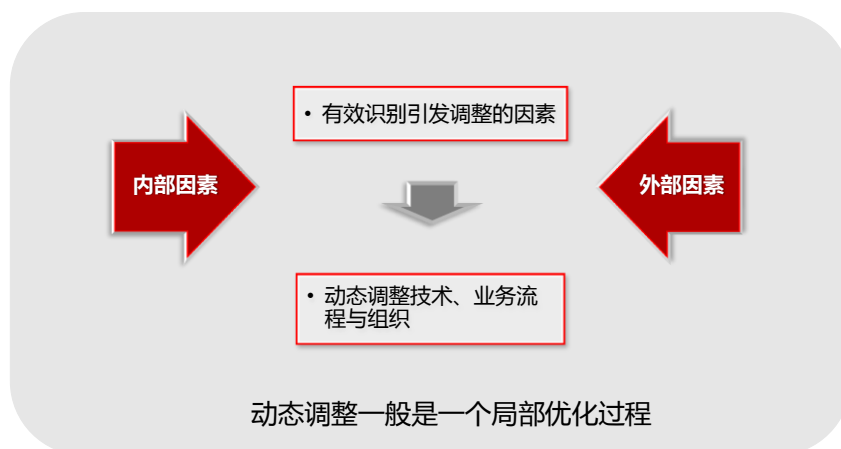 • 有效识别引发调整的因素
内部因素
外部因素
• 动态调整技术、业务流
程与组织
动态调整一般是一个局部优化过程